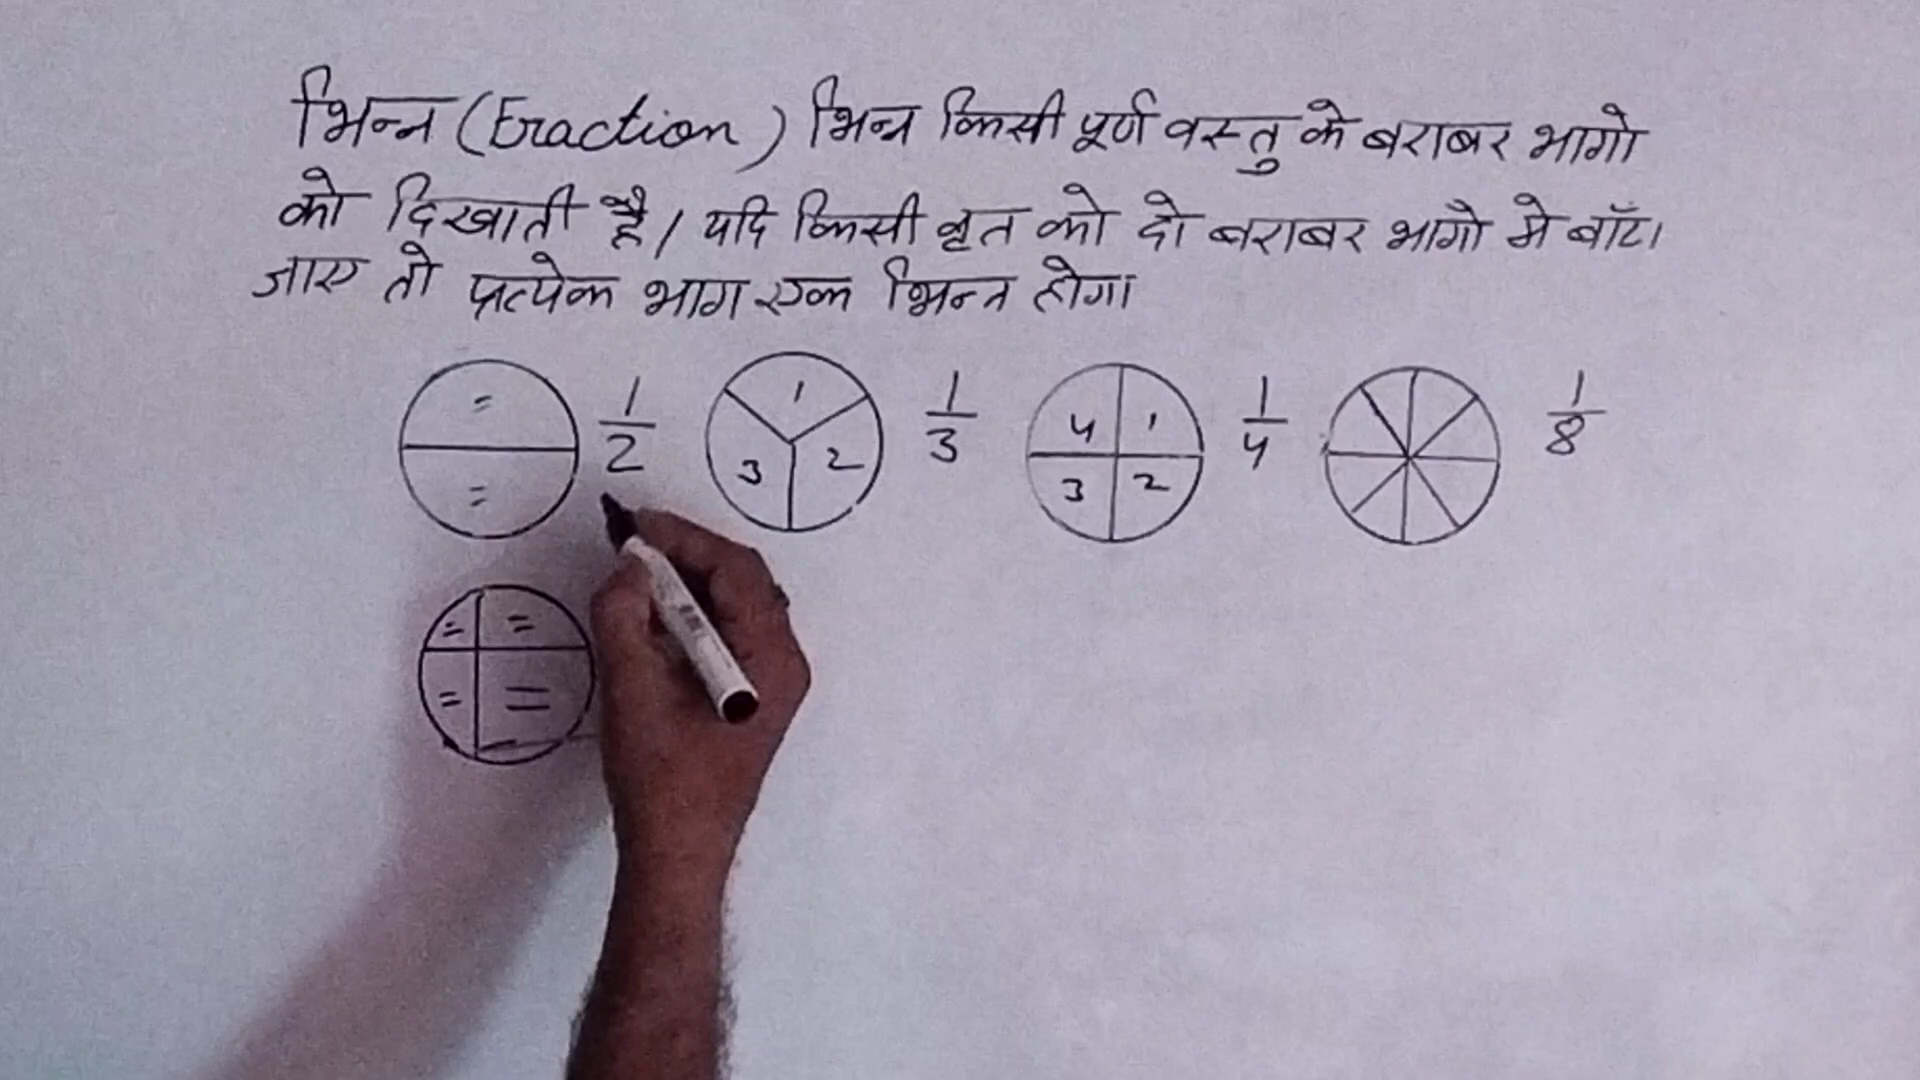 भिन्न (Fraction) भिन्न किसी पूर्ण वस्तु के बराबर भागो
को दिखाती है। यदि किसी वृत को दो बराबर भागो मे बाँटा
जाए तो प्रत्येक भाग एक भिन्न होगा
= = 1/2 1 2 3 1/3 4 1 3 2 1/4 1/8
= =
= =